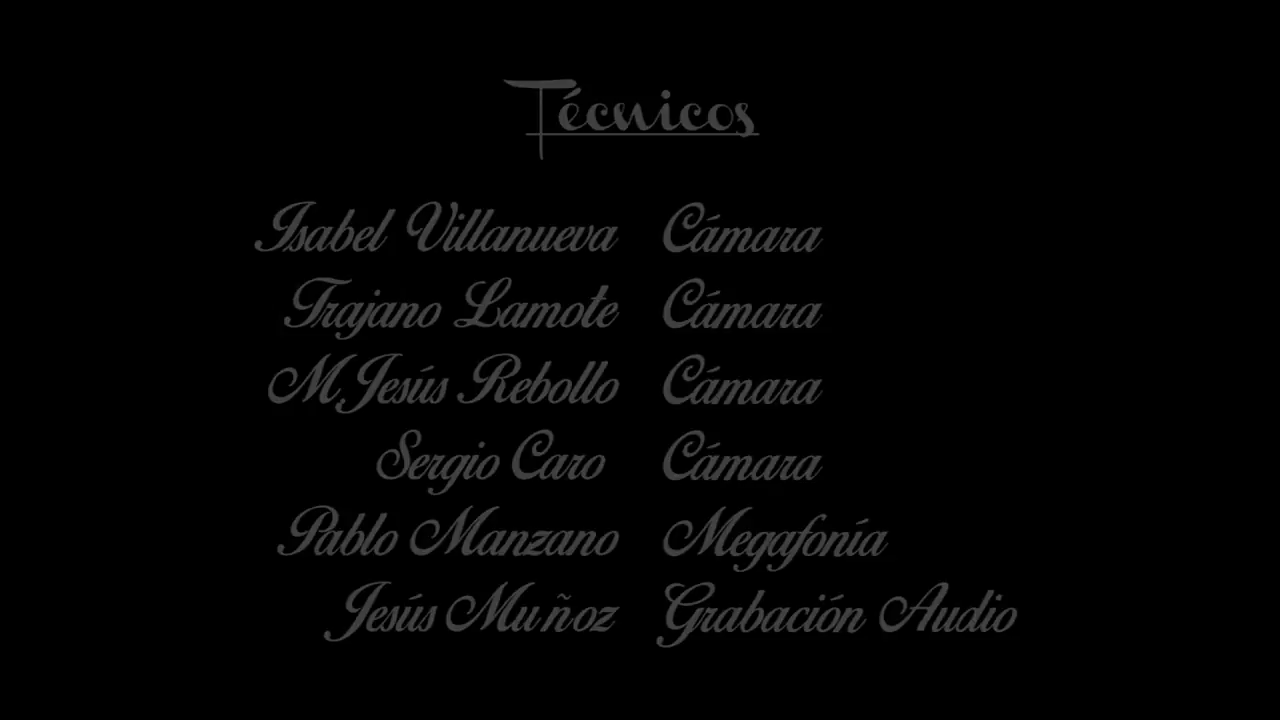 Técnicos
Isabel Villanueva Cámara
Trajano Lamote Cámara
M.Jesús Rebollo Cámara
Sergio Caro Cámara
Pablo Manzano Megafonía
Jesús Muñoz Grabación Audio